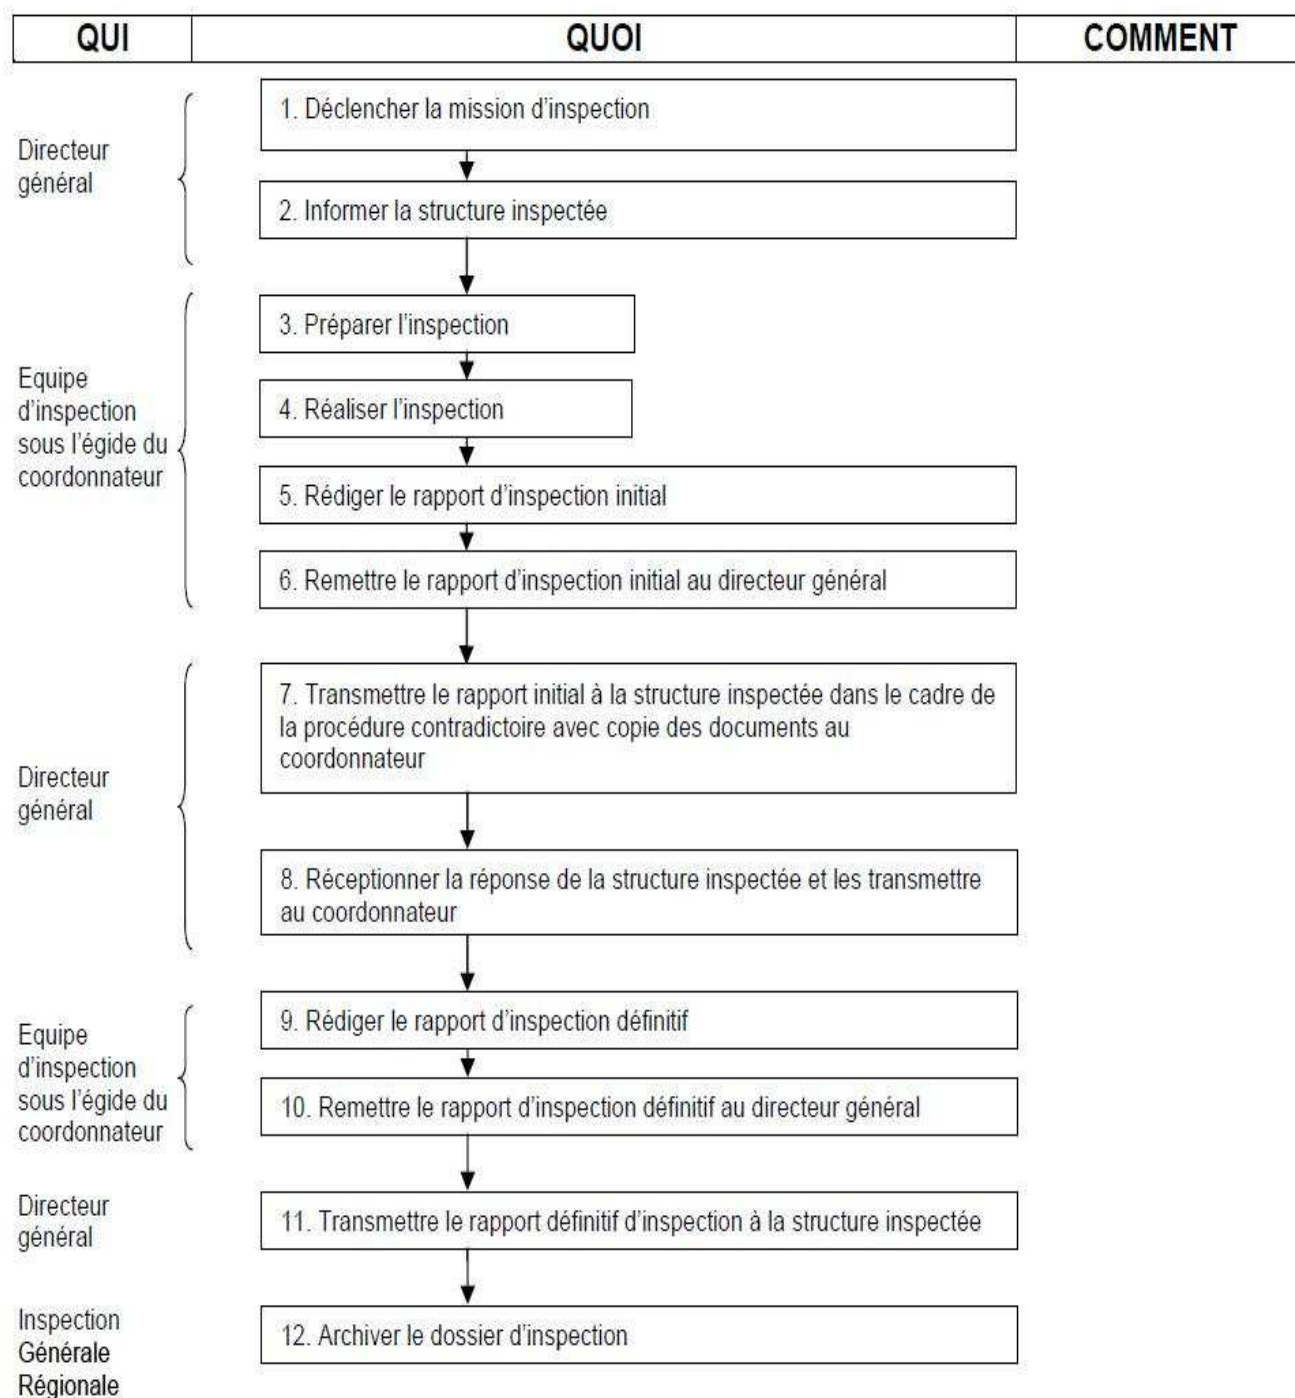 QUI QUOI COMMENT
1. Déclencher la mission d'inspection
Directeur
général
2. Informer la structure inspectée
3. Préparer l'inspection
Equipe
d'inspection
sous l'égide du
coordonnateur
4. Réaliser l'inspection
5. Rédiger le rapport d'inspection initial
6. Remettre le rapport d'inspection initial au directeur général
7. Transmettre le rapport initial à la structure inspectée dans le cadre de
la procédure contradictoire avec copie des documents au
coordonnateur
Directeur
général
8. Réceptionner la réponse de la structure inspectée et les transmettre
au coordonnateur
9. Rédiger le rapport d'inspection définitif
Equipe
d'inspection
sous l'égide du
coordonnateur
10. Remettre le rapport d'inspection définitif au directeur général
Directeur
général
11. Transmettre le rapport définitif d'inspection à la structure inspectée
Inspection
Générale
Régionale
12. Archiver le dossier d'inspection